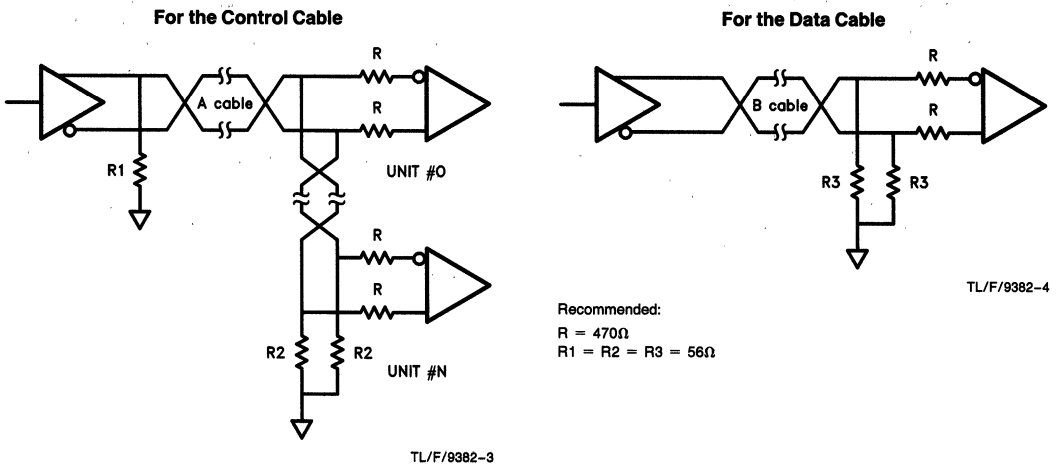 For the Control Cable
R
A cable
R
R1
UNIT #0
R
R
R2
R2
UNIT #N
TL/F/9382-3
For the Data Cable
R
B cable
R
R3
R3
TL/F/9382-4
Recommended:
R = 470Ω
R1 = R2 = R3 = 56Ω